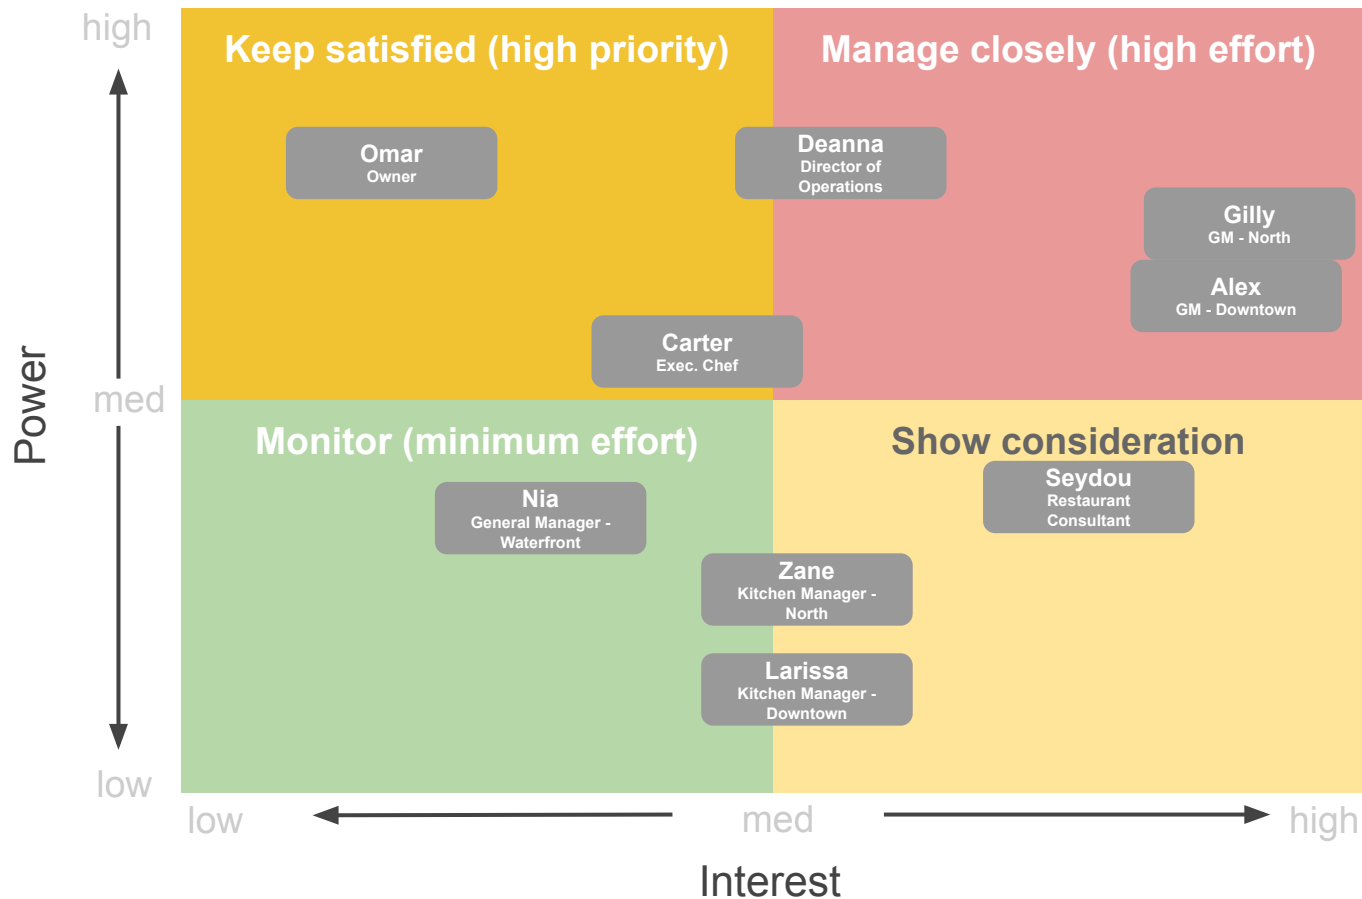 high
Keep satisfied (high priority)
Manage closely (high effort)
Omar
Owner
Deanna
Director of
Operations
Gilly
GM - North
Alex
GM - Downtown
Carter
Exec. Chef
Power
med
Monitor (minimum effort)
Show consideration
Nia
General Manager -
Waterfront
Seydou
Restaurant
Consultant
Zane
Kitchen Manager -
North
Larissa
Kitchen Manager -
Downtown
low
low
med
high
Interest